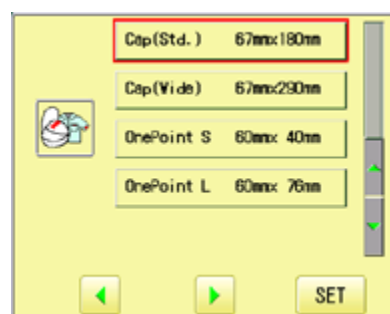 Cap(Std.) 67mmx180mm
Cap(Wide) 67mmx290mm
OnePoint S 60mmx 40mm
OnePoint L 60mmx 76mm
SET